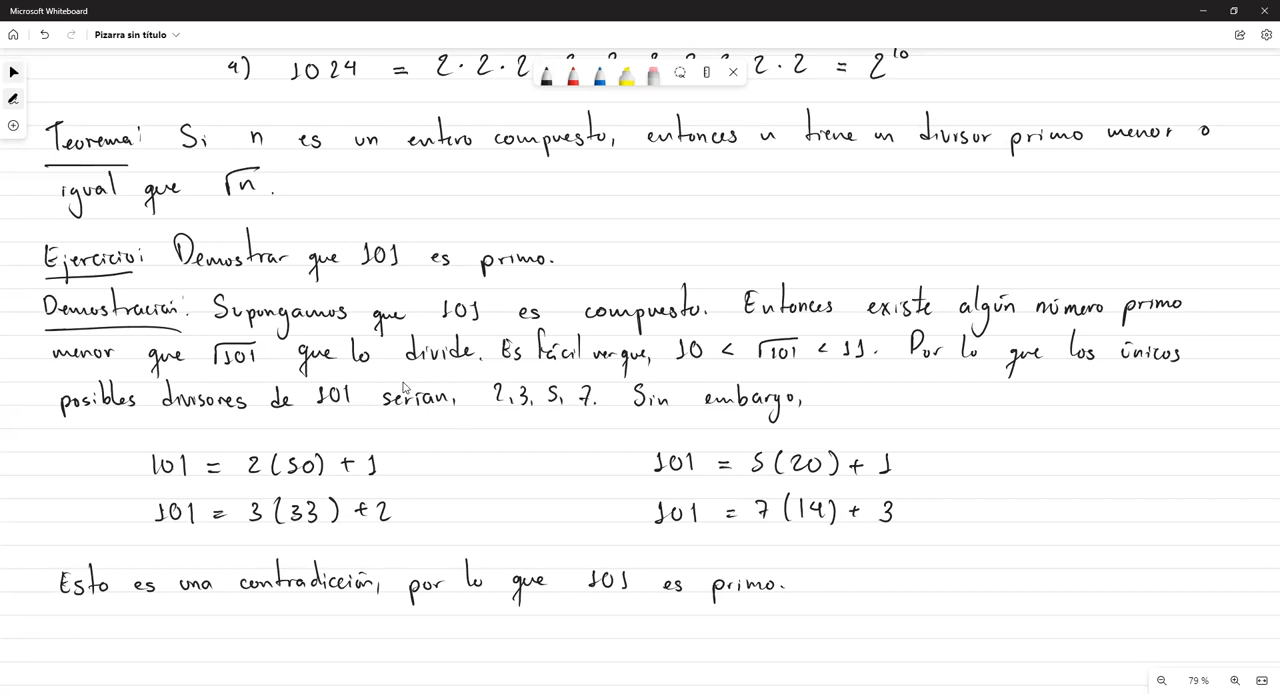 Microsoft Whiteboard
Pizarra sin título
a) 1024 = 2·2·2 2·2 = 2^10
Teorema: Si n es un entero compuesto, entonces n tiene un divisor primo menor o
igual que √n.
Ejercicio: Demostrar que 101 es primo.
Demostración: Supongamos que 101 es compuesto. Entonces existe algún número primo
menor que √101 que lo divide. Es fácil ver que, 10 < √101 < 11. Por lo que los únicos
posibles divisores de 101 serían, 2, 3, 5, 7. Sin embargo,
101 = 2(50) + 1 101 = 5(20) + 1
101 = 3(33) + 2 101 = 7(14) + 3
Esto es una contradicción, por lo que 101 es primo.
79 %